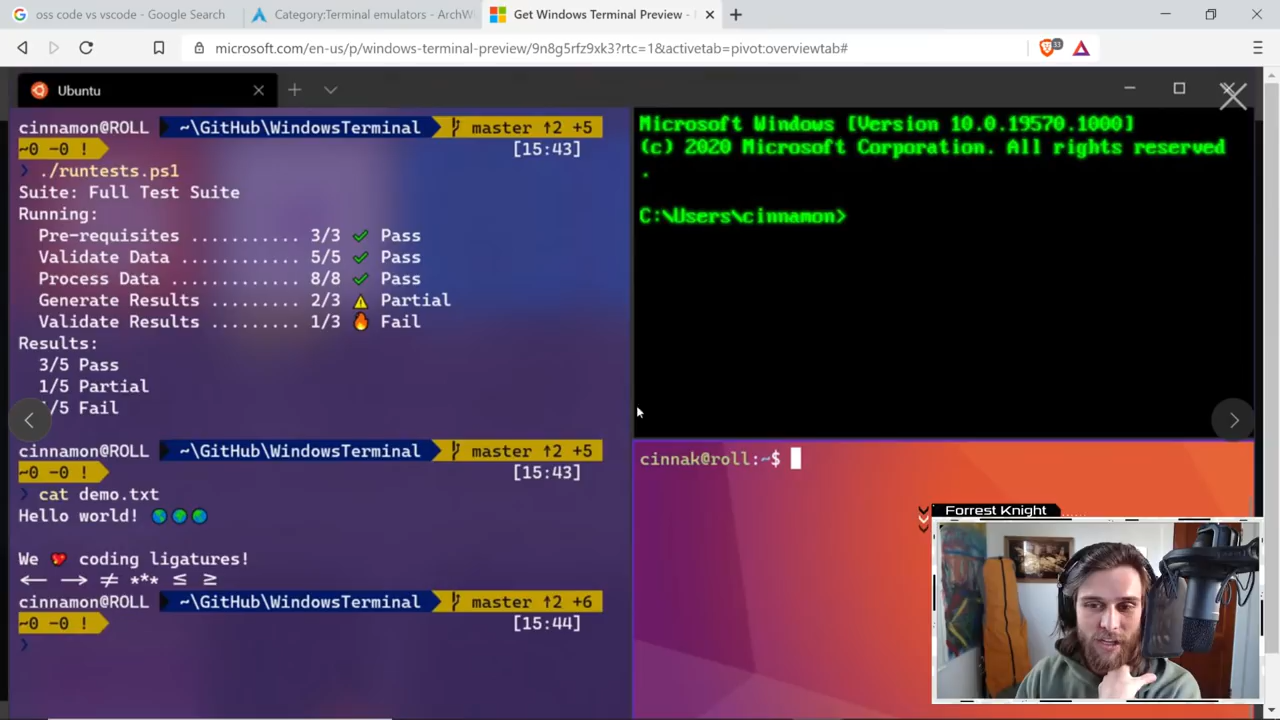 oss code vs vscode - Google Search
Category:Terminal emulators - ArchW
Get Windows Terminal Preview -
microsoft.com/en-us/p/windows-terminal-preview/9n8g5rfz9xk3?rtc=1&activetab=pivot:overviewtab#
33
Ubuntu
cinnamon@ROLL ~\GitHub\WindowsTerminal master ↑2 +5
~0 -0 ! [15:43]
❯ ./runtests.ps1
Suite: Full Test Suite
Running:
Pre-requisites ........... 3/3 ✔ Pass
Validate Data ............ 5/5 ✔ Pass
Process Data ............. 8/8 ✔ Pass
Generate Results ......... 2/3 ⚠ Partial
Validate Results ......... 1/3 🔥 Fail
Results:
3/5 Pass
1/5 Partial
/5 Fail
cinnamon@ROLL ~\GitHub\WindowsTerminal master ↑2 +5
~0 -0 ! [15:43]
❯ cat demo.txt
Hello world! 🌎🌎🌎
We 💖 coding ligatures!
← → ≠ *** ≤ ≥
cinnamon@ROLL ~\GitHub\WindowsTerminal master ↑2 +6
~0 -0 ! [15:44]
❯
Microsoft Windows [Version 10.0.19570.1000]
(c) 2020 Microsoft Corporation. All rights reserved
.
C:\Users\cinnamon>
cinnak@roll:~$
Forrest Knight